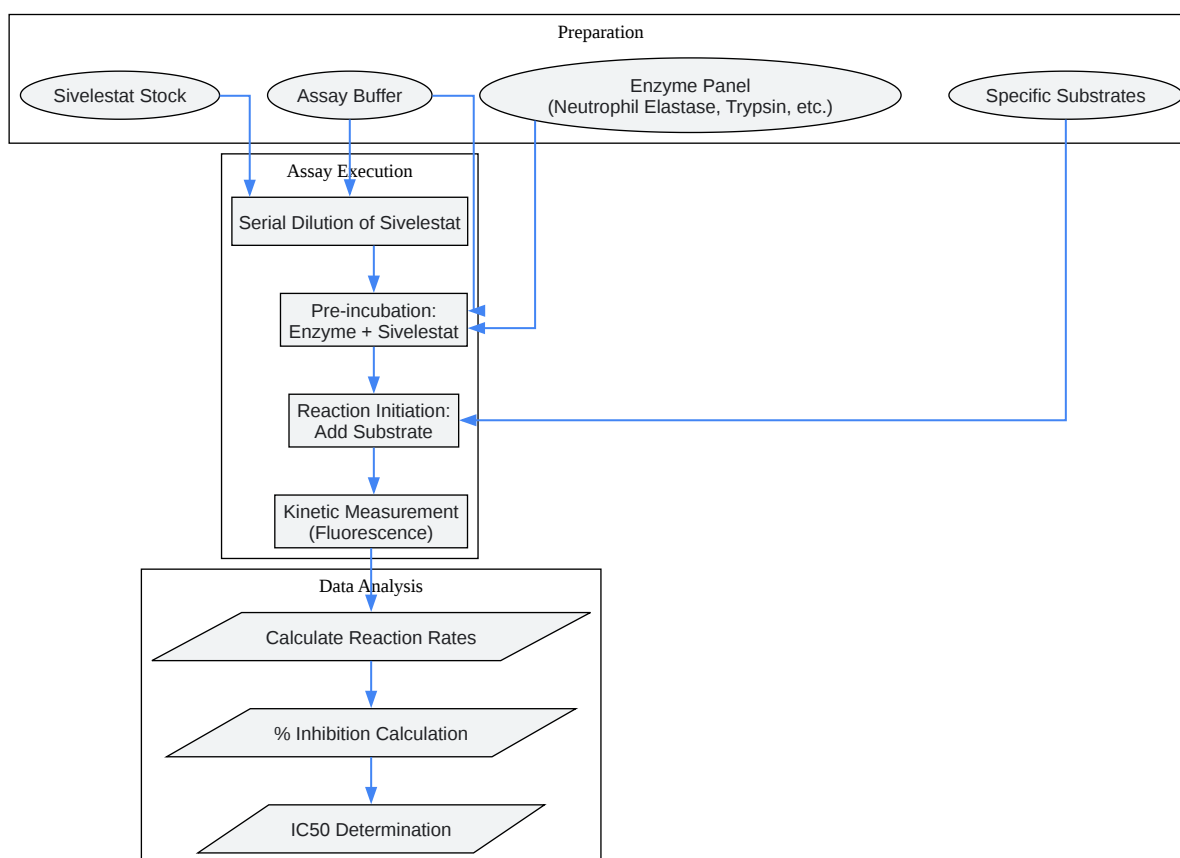 Preparation
Sivelestat Stock
Assay Buffer
Enzyme Panel
(Neutrophil Elastase, Trypsin, etc.)
Specific Substrates
Assay Execution
Serial Dilution of Sivelestat
Pre-incubation:
Enzyme + Sivelestat
Reaction Initiation:
Add Substrate
Kinetic Measurement
(Fluorescence)
Data Analysis
Calculate Reaction Rates
% Inhibition Calculation
IC50 Determination